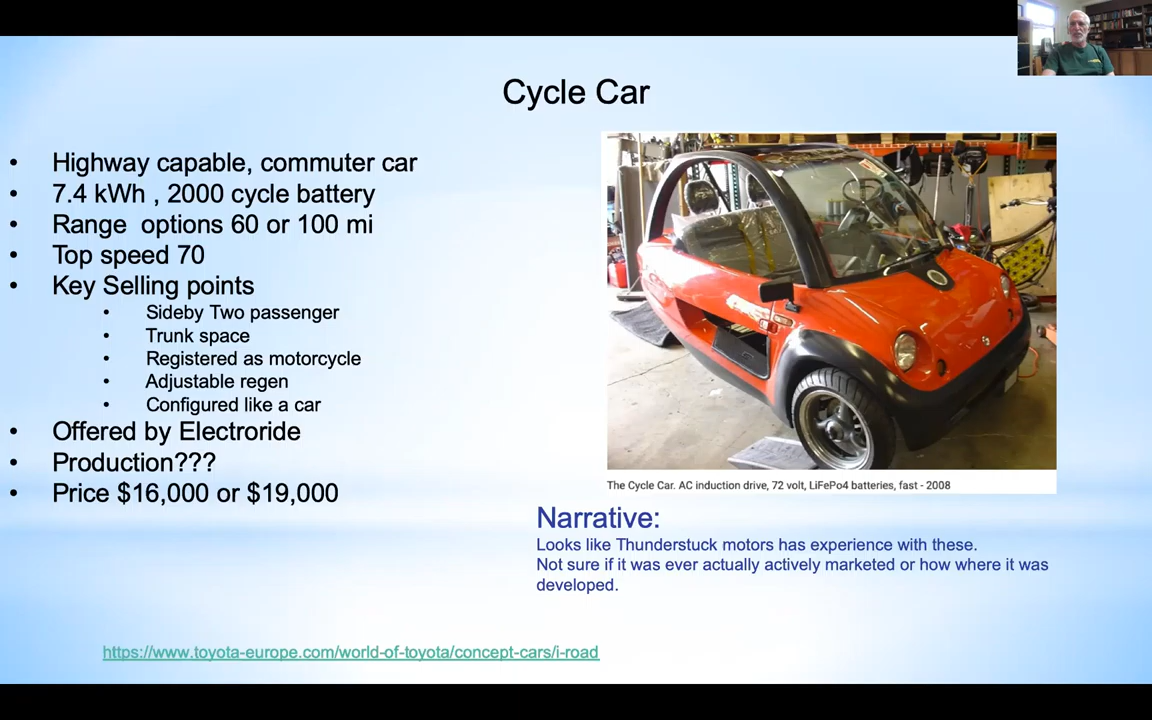 Cycle Car
Highway capable, commuter car
7.4 kWh , 2000 cycle battery
Range options 60 or 100 mi
Top speed 70
Key Selling points
Sideby Two passenger
Trunk space
Registered as motorcycle
Adjustable regen
Configured like a car
Offered by Electroride
Production???
Price $16,000 or $19,000
The Cycle Car. AC induction drive, 72 volt, LiFePo4 batteries, fast - 2008
Narrative:
Looks like Thunderstuck motors has experience with these.
Not sure if it was ever actually actively marketed or how where it was
developed.
https://www.toyota-europe.com/world-of-toyota/concept-cars/i-road